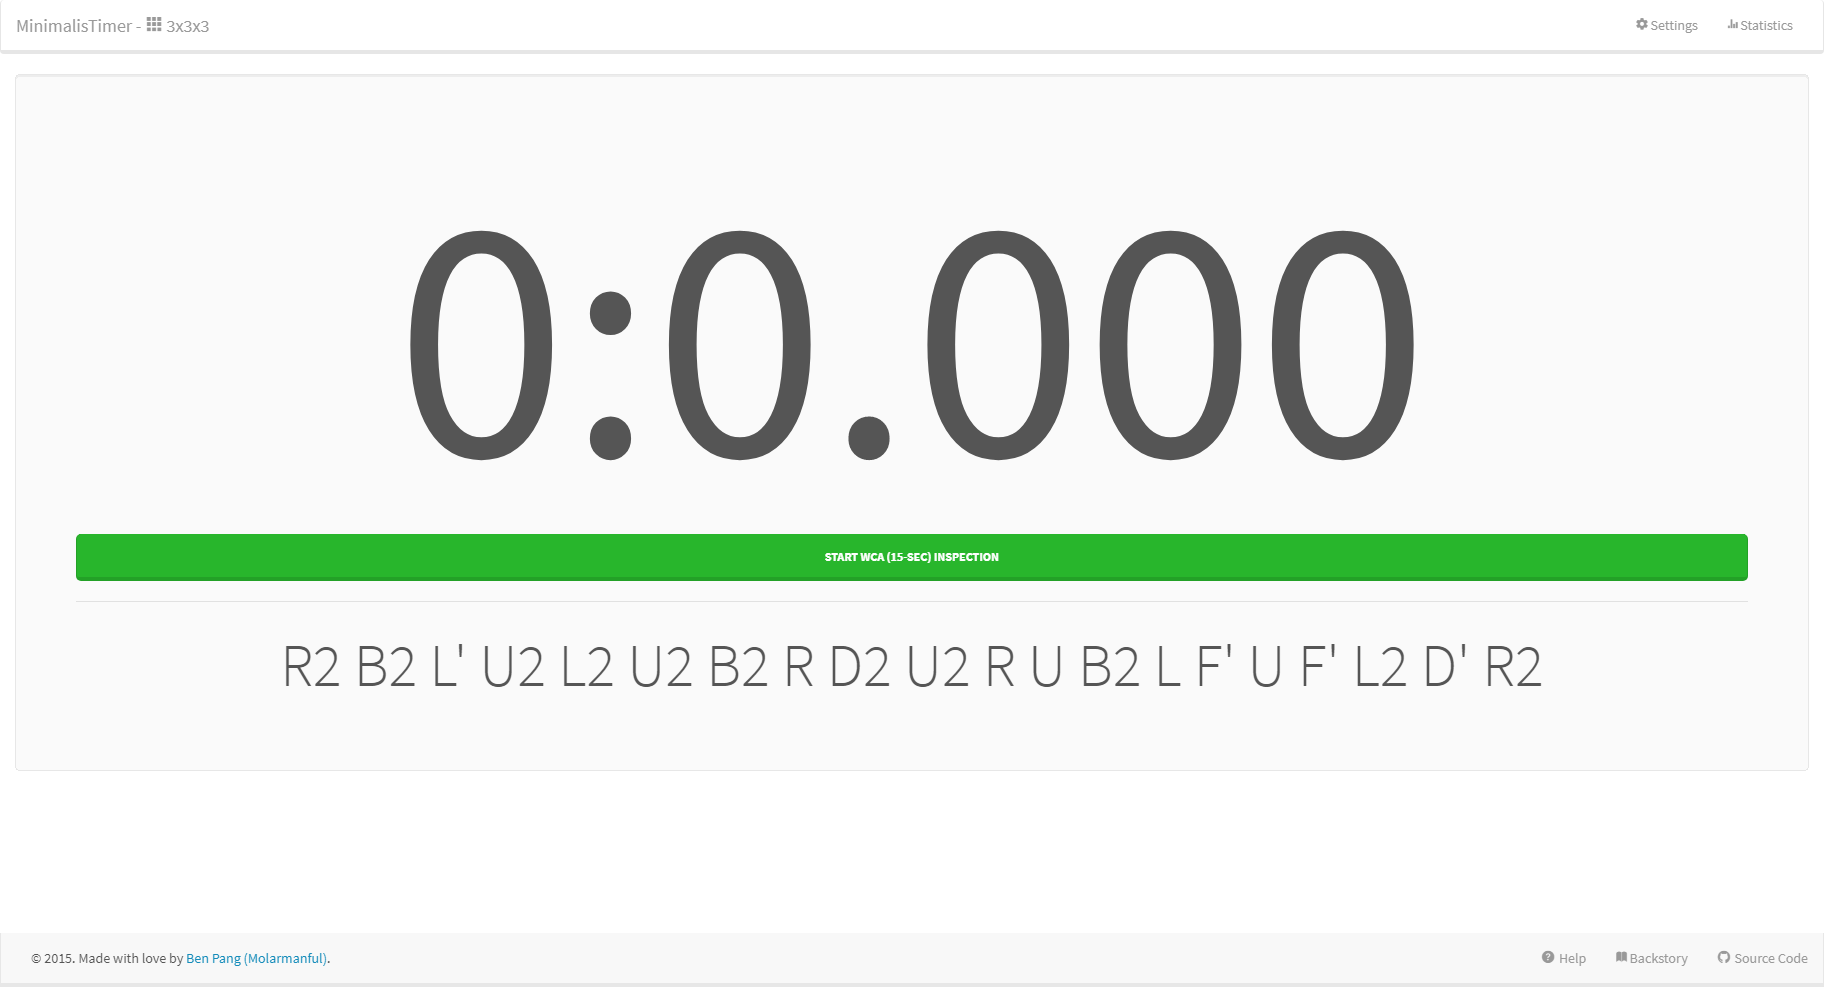 MinimalisTimer - 3x3x3
Settings
Statistics
0:0.000
START WCA (15-SEC) INSPECTION
R2 B2 L' U2 L2 U2 B2 R D2 U2 R U B2 L F' U F' L2 D' R2
© 2015. Made with love by Ben Pang (Molarmanful).
Help
Backstory
Source Code